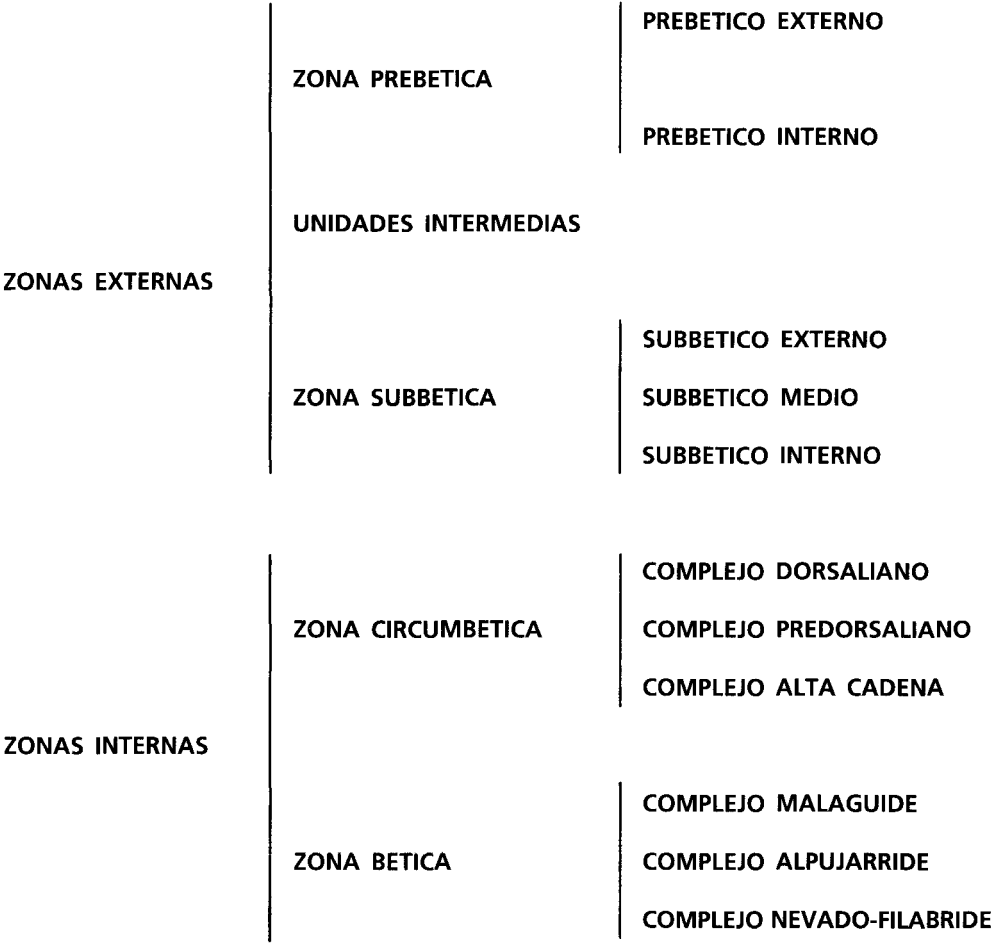 PREBETICO EXTERNO
ZONA PREBETICA
PREBETICO INTERNO
UNIDADES INTERMEDIAS
ZONAS EXTERNAS
SUBBETICO EXTERNO
ZONA SUBBETICA
SUBBETICO MEDIO
SUBBETICO INTERNO
COMPLEJO DORSALIANO
ZONA CIRCUMBETICA
COMPLEJO PREDORSALIANO
COMPLEJO ALTA CADENA
ZONAS INTERNAS
COMPLEJO MALAGUIDE
ZONA BETICA
COMPLEJO ALPUJARRIDE
COMPLEJO NEVADO-FILABRIDE